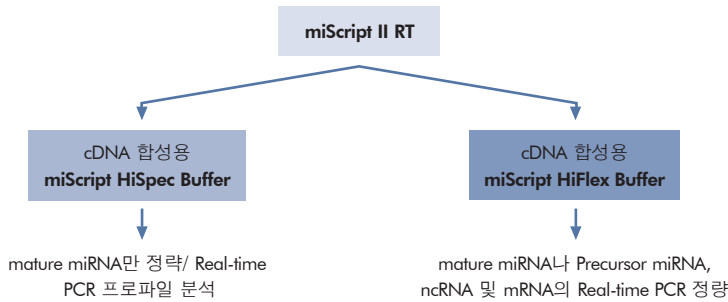 miScript II RT
cDNA 합성용
miScript HiSpec Buffer
cDNA 합성용
miScript HiFlex Buffer
mature miRNA만 정략/ Real-time
PCR 프로파일 분석
mature miRNA나 Precursor miRNA,
ncRNA 및 mRNA의 Real-time PCR 정량